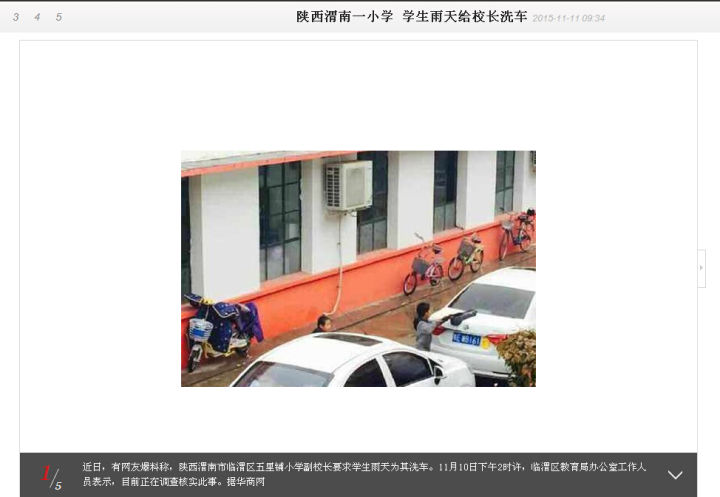 3 4 5
陕西渭南一小学 学生雨天给校长洗车 2015-11-11 09:34
1/5
近日，有网友爆料称，陕西渭南市临渭区五里铺小学副校长要求学生雨天为其洗车。11月10日下午2时许，临渭区教育局办公室工作人
员表示，目前正在调查核实此事。据华商网